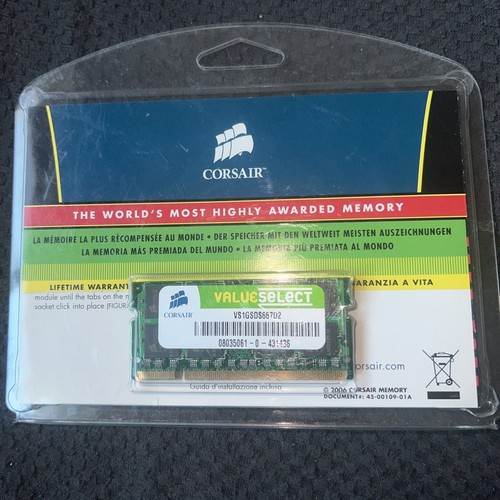 CORSAIR
THE WORLD'S MOST HIGHLY AWARDED MEMORY
LA MÉMOIRE LA PLUS RÉCOMPENSÉE AU MONDE • DER SPEICHER MIT DEN WELTWEIT MEISTEN AUSZEICHNUNGEN
LA MEMORIA MÁS PREMIADA DEL MUNDO • LA MEMORIA PIÙ PREMIATA AL MONDO
LIFETIME WARRAN
ARANZIA A VITA
module until the tabs on the m
socket click into place (FIGUR
CORSAIR
VALUESELECT
VS1GSDS667D2
08035061 - 0 - 431436
orsair.com
Guida d'installazione inclusa
© 2006 CORSAIR MEMORY
DOCUMENT#: 45-00109-01A